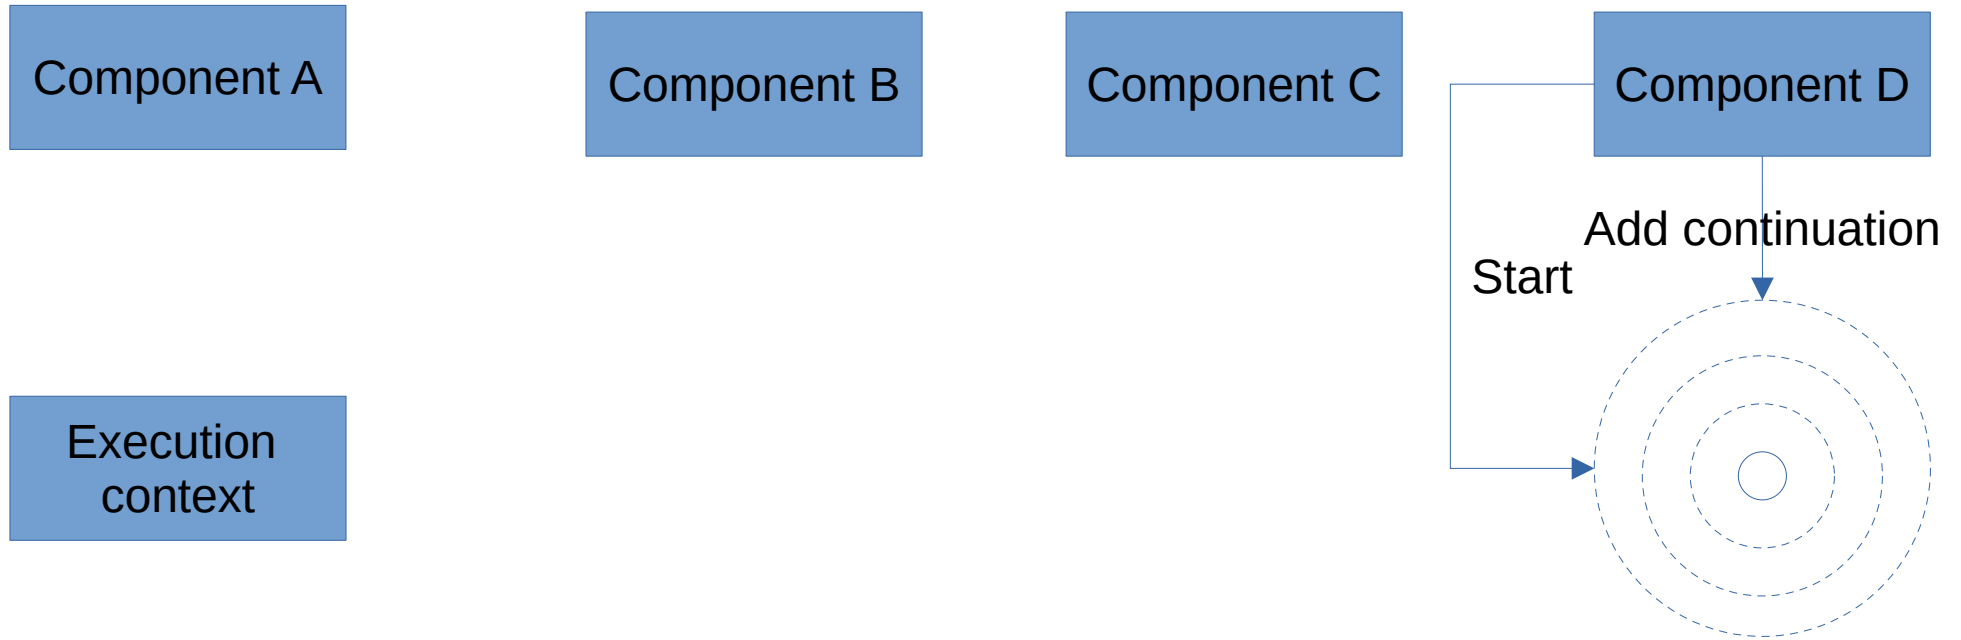 Component A
Component B
Component C
Component D
Add continuation
Start
Execution
context